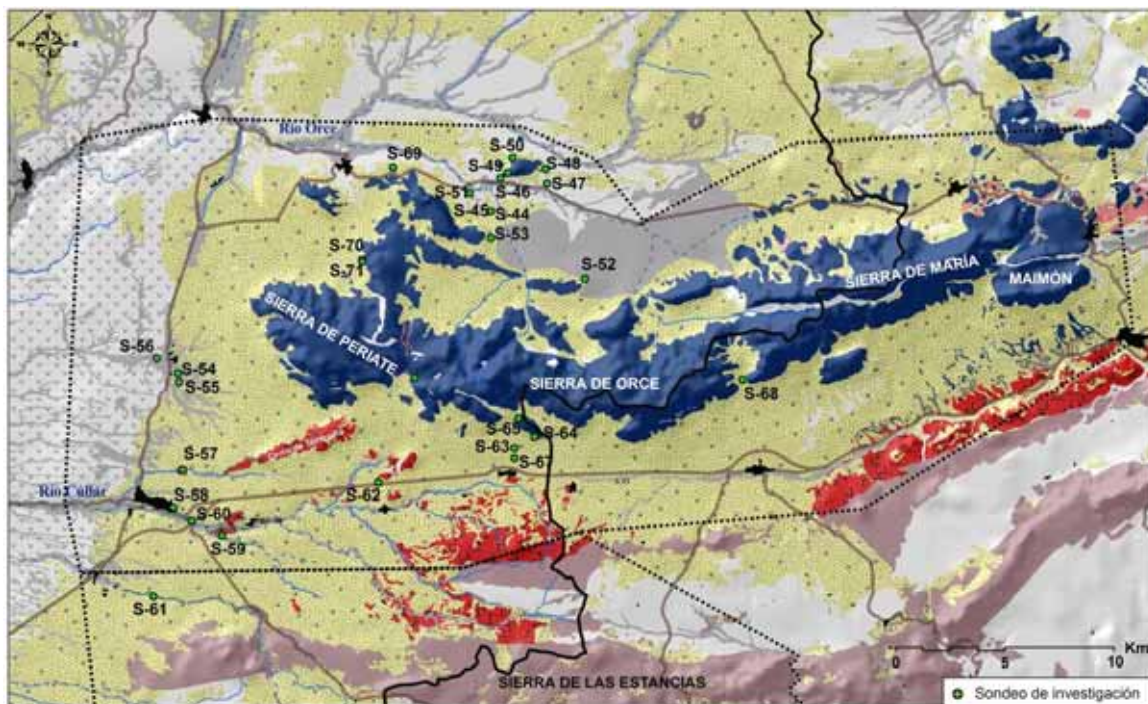 Río Orce
S-50
S-69
S-49
S-48
S-47
S-51
S-46
S-45
S-44
S-53
S-70
S-71
S-52
SIERRA DE MARÍA
MAIMÓN
SIERRA DE PERIATE
S-56
S-54
S-55
SIERRA DE ORCE
S-68
S-65
S-64
S-63
S-67
S-57
S-62
Río Cúllar
S-58
S-60
S-59
S-61
SIERRA DE LAS ESTANCIAS
Km
0 5 10
Sondeo de investigación